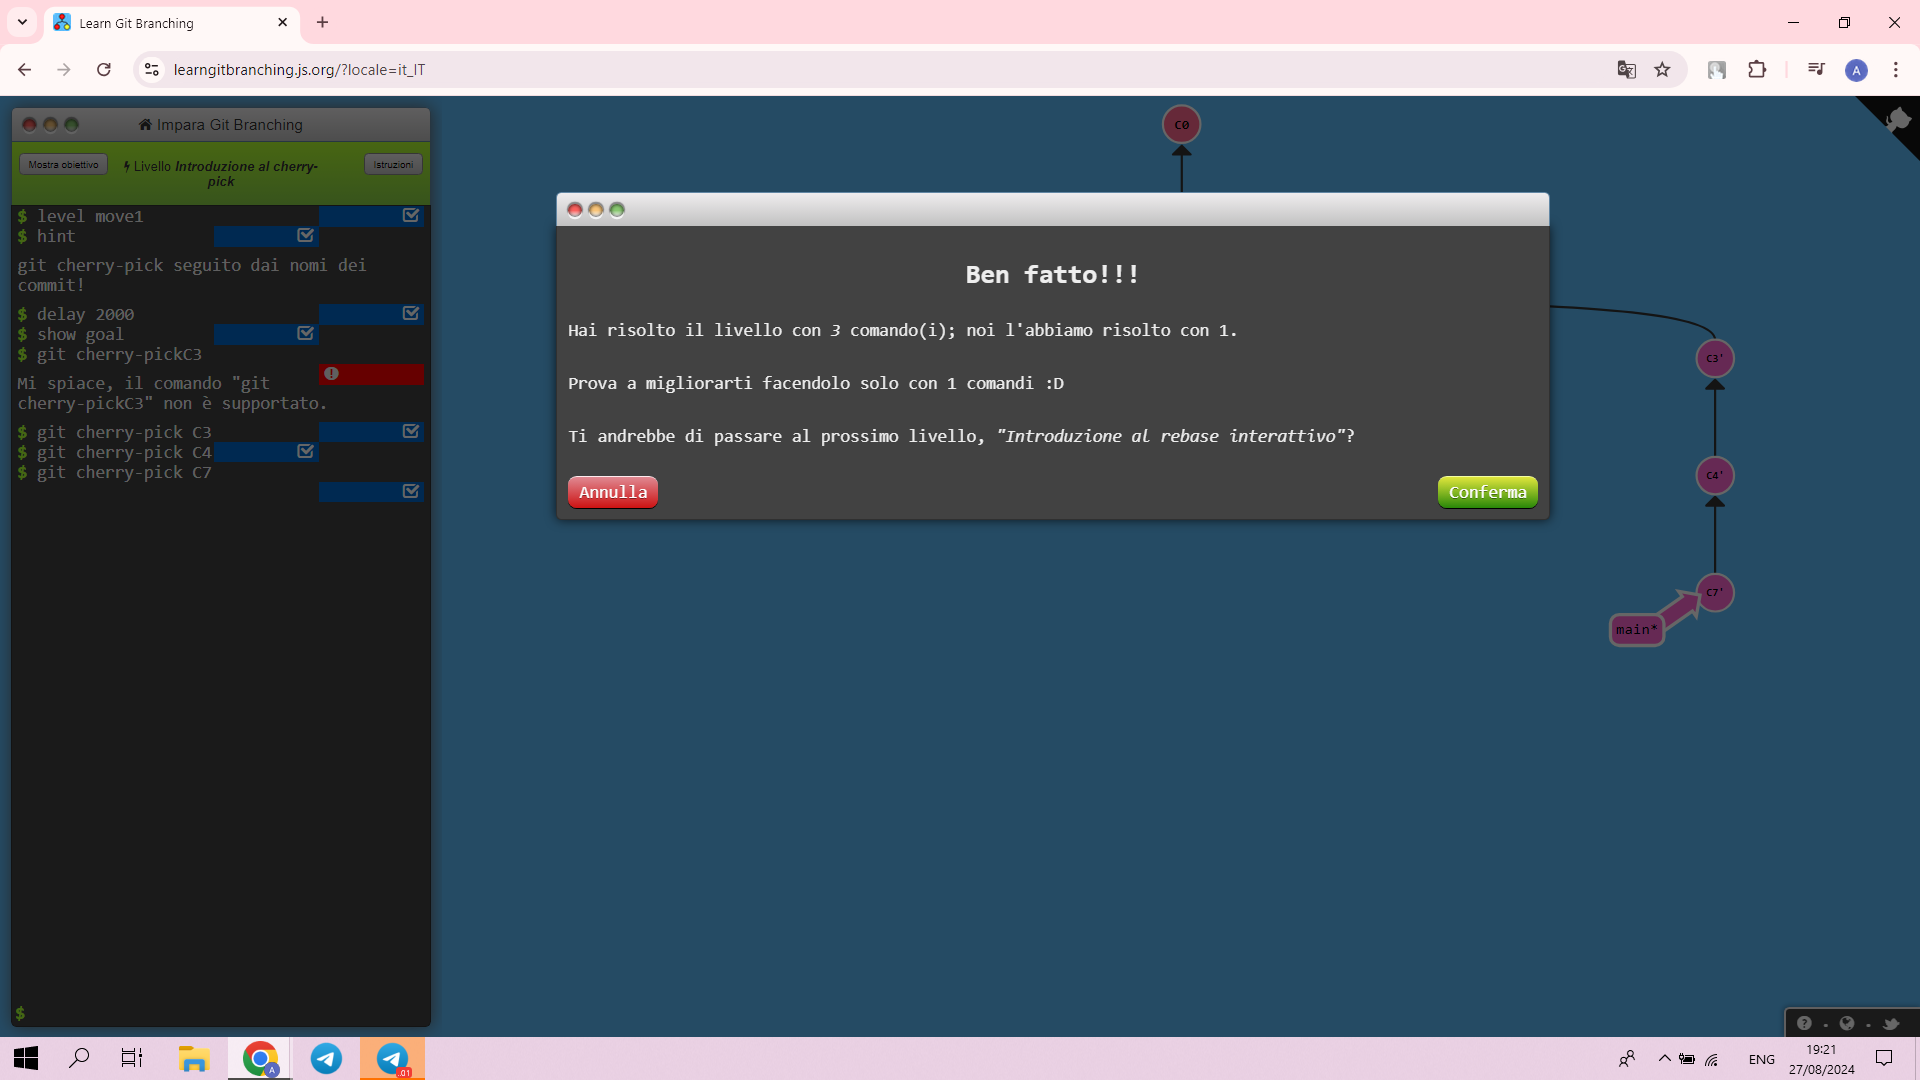 Learn Git Branching
learngitbranching.js.org/?locale=it_IT
A
Impara Git Branching
Mostra obiettivo
Livello Introduzione al cherry-
pick
Istruzioni
$ level move1
$ hint
git cherry-pick seguito dai nomi dei
commit!
$ delay 2000
$ show goal
$ git cherry-pickC3
Mi spiace, il comando "git
cherry-pickC3" non è supportato.
$ git cherry-pick C3
$ git cherry-pick C4
$ git cherry-pick C7
$
C0
Ben fatto!!!
Hai risolto il livello con 3 comando(i); noi l'abbiamo risolto con 1.
Prova a migliorarti facendolo solo con 1 comandi :D
Ti andrebbe di passare al prossimo livello, "Introduzione al rebase interattivo"?
Annulla
Conferma
C3'
C4'
C7'
main*
A
.01
ENG
19:21
27/08/2024